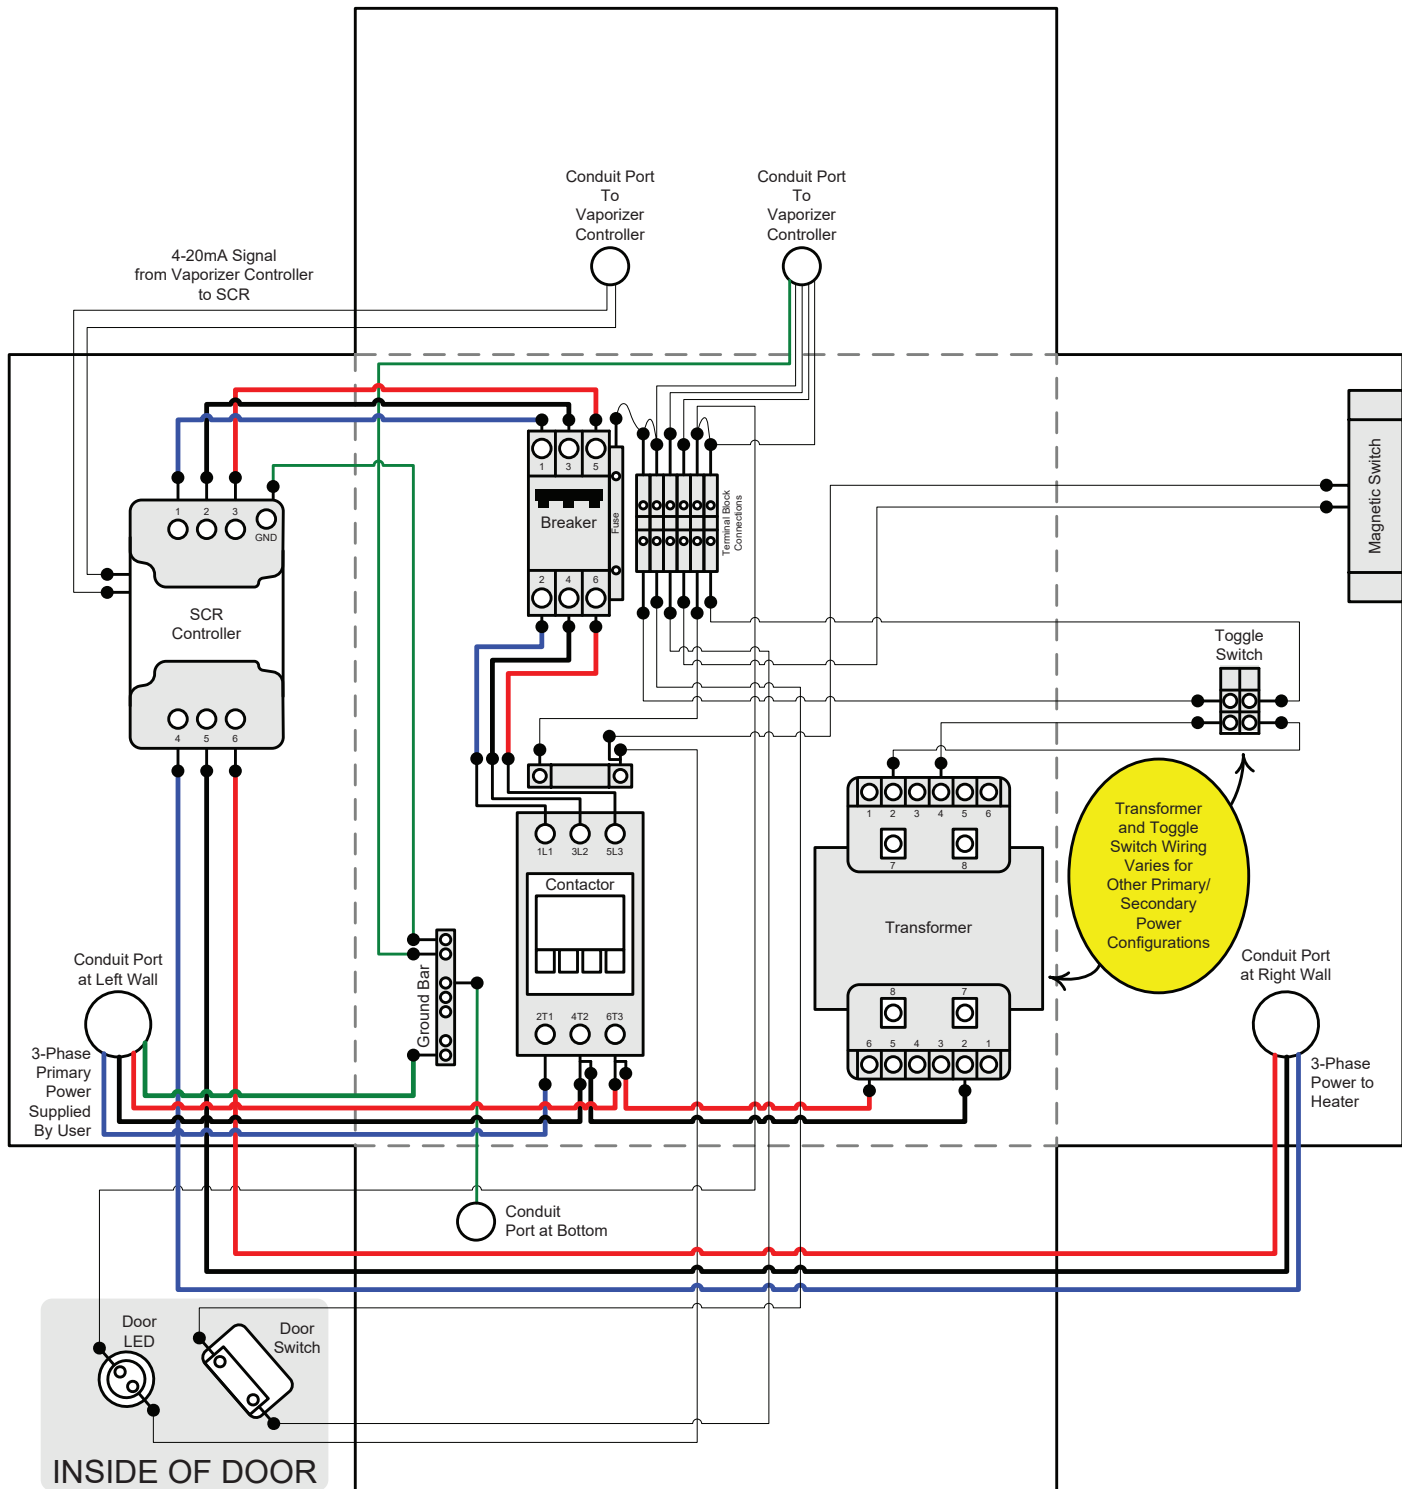 Conduit Port
To
Vaporizer
Controller
Conduit Port
To
Vaporizer
Controller
4-20mA Signal
from Vaporizer Controller
to SCR
1
2
3
GND
SCR
Controller
4
5
6
1
3
5
Breaker
Fuse
2
4
6
Terminal Block
Connections
Magnetic Switch
Toggle
Switch
1L1
3L2
5L3
Contactor
2T1
4T2
6T3
1
2
3
4
5
6
7
8
Transformer
8
7
6
5
4
3
2
1
Transformer
and Toggle
Switch Wiring
Varies for
Other Primary/
Secondary
Power
Configurations
Conduit Port
at Left Wall
3-Phase
Primary
Power
Supplied
By User
Ground Bar
Conduit Port
at Right Wall
3-Phase
Power to
Heater
Conduit
Port at Bottom
Door
LED
Door
Switch
INSIDE OF DOOR